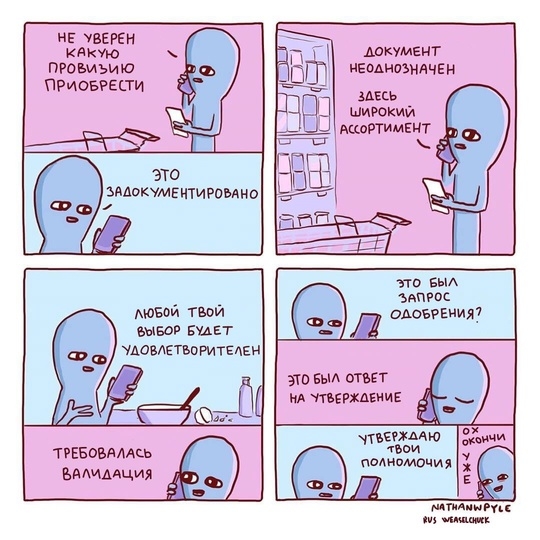 НЕ УВЕРЕН
КАКУЮ
ПРОВИЗИЮ
ПРИОБРЕСТИ
ЭТО
ЗАДОКУМЕНТИРОВАНО
ДОКУМЕНТ
НЕОДНОЗНАЧЕН
ЗДЕСЬ
ШИРОКИЙ
АССОРТИМЕНТ
ЛЮБОЙ ТВОЙ
ВЫБОР БУДЕТ
УДОВЛЕТВОРИТЕЛЕН
ТРЕБОВАЛАСЬ
ВАЛИДАЦИЯ
ЭТО БЫЛ
ЗАПРОС
ОДОБРЕНИЯ?
ЭТО БЫЛ ОТВЕТ
НА УТВЕРЖДЕНИЕ
УТВЕРЖДАЮ
ТВОИ
ПОЛНОМОЧИЯ
ОХ
ОКОНЧИ
У
Ж
Е
NATHANWPYLE
RUS WEASELCHUCK